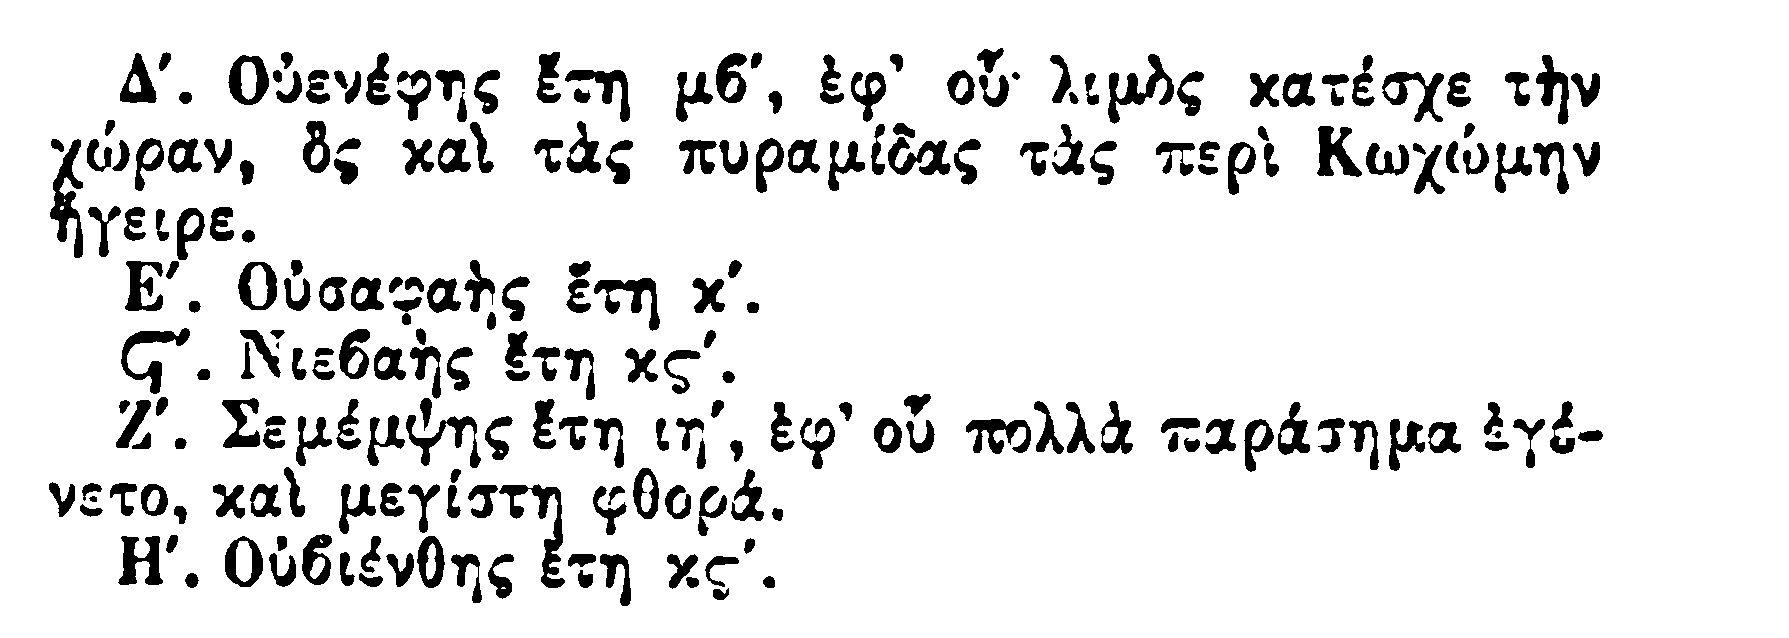 Δʹ. Οὐενέφης ἔτη μϐʹ, ἐφ’ οὗ λιμὸς κατέσχε τὴν
χώραν, ὃς καὶ τὰς πυραμίδας τὰς περὶ Κωχώμην
ἤγειρε.
Εʹ. Οὐσαφαὴς ἔτη κʹ.
Ϛʹ. Νιεϐαὴς ἔτη κϛʹ.
Ζʹ. Σεμέμψης ἔτη ιηʹ, ἐφ’ οὗ πολλὰ παράσημα ἐγέ-
νετο, καὶ μεγίστη φθορά.
Ηʹ. Οὐϐιένθης ἔτη κϛʹ.